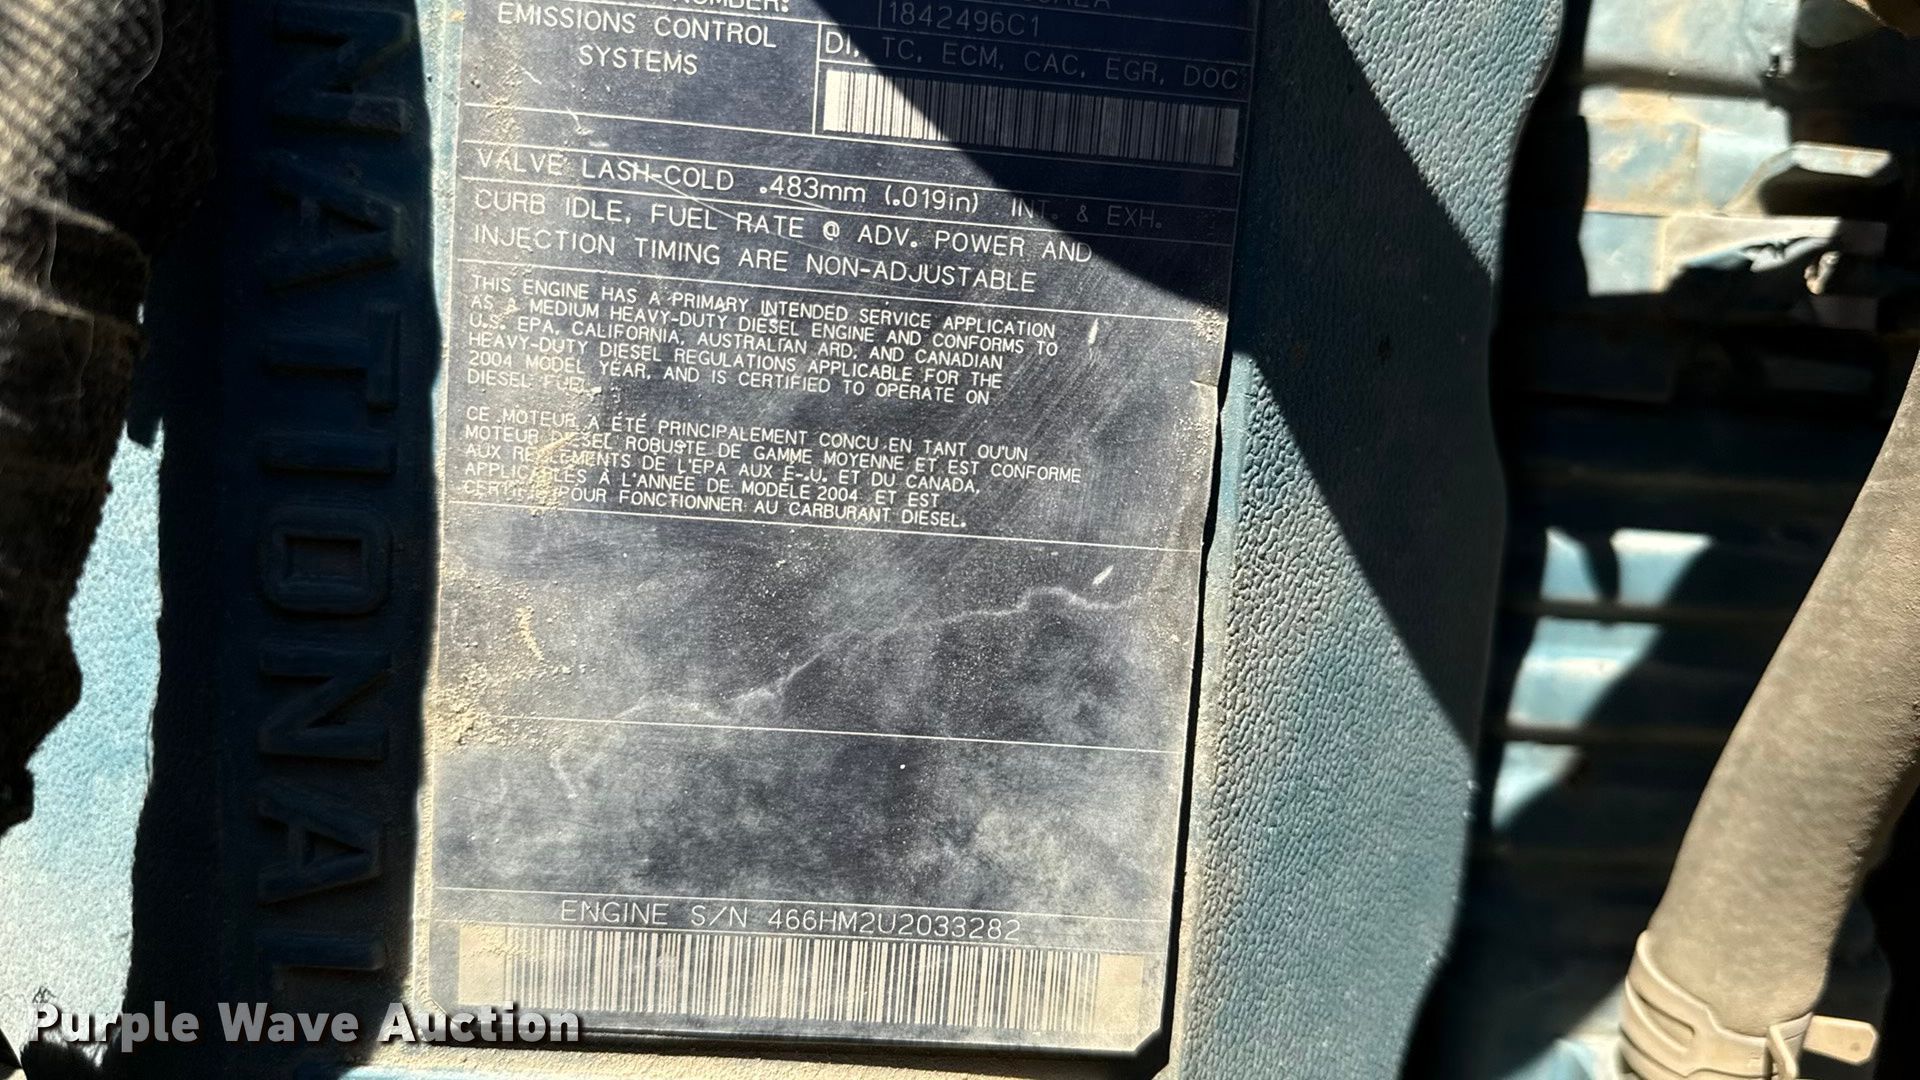 NUMBER:
EMISSIONS CONTROL
SYSTEMS
1842496C1
DI, TC, ECM, CAC, EGR, DOC
VALVE LASH-COLD .483mm (.019in) INT. & EXH.
CURB IDLE, FUEL RATE @ ADV. POWER AND
INJECTION TIMING ARE NON-ADJUSTABLE
THIS ENGINE HAS A PRIMARY INTENDED SERVICE APPLICATION
AS A MEDIUM HEAVY-DUTY DIESEL ENGINE AND CONFORMS TO
U.S. EPA, CALIFORNIA, AUSTRALIAN ARD, AND CANADIAN
HEAVY-DUTY DIESEL REGULATIONS APPLICABLE FOR THE
2004 MODEL YEAR, AND IS CERTIFIED TO OPERATE ON
DIESEL FUEL.
CE MOTEUR A ÉTÉ PRINCIPALEMENT CONCU EN TANT QU'UN
MOTEUR DIESEL ROBUSTE DE GAMME MOYENNE ET EST CONFORME
AUX REGLEMENTS DE L'EPA AUX E-.U. ET DU CANADA,
APPLICABLES À L'ANNÉE DE MODÈLE 2004 ET EST
CERTIFIÉ POUR FONCTIONNER AU CARBURANT DIESEL.
ENGINE S/N 466HM2U2033282
NATIONAL
Purple Wave Auction